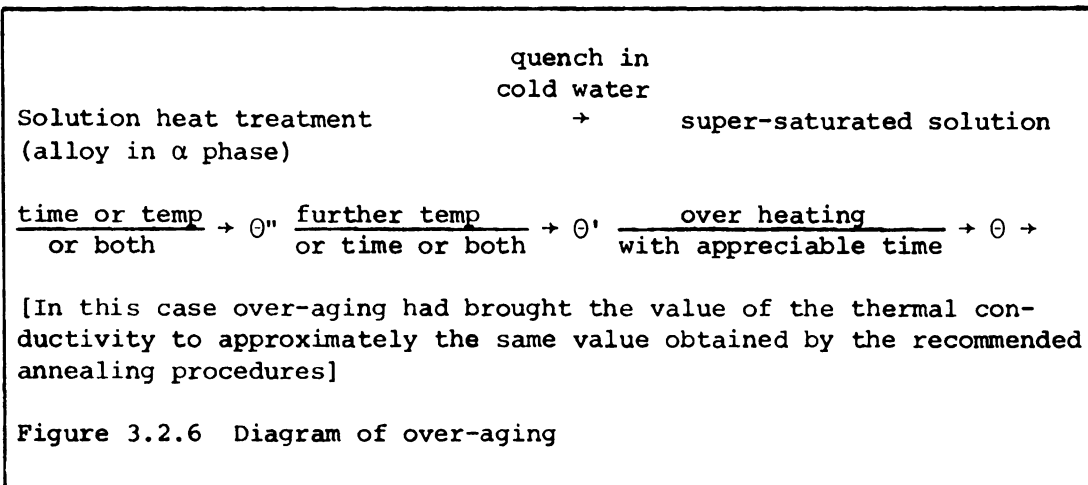 quench in
cold water
Solution heat treatment → super-saturated solution
(alloy in α phase)
time or temp → Θ" further temp → Θ' over heating → Θ →
or both or time or both with appreciable time
[In this case over-aging had brought the value of the thermal con-
ductivity to approximately the same value obtained by the recommended
annealing procedures]
Figure 3.2.6 Diagram of over-aging